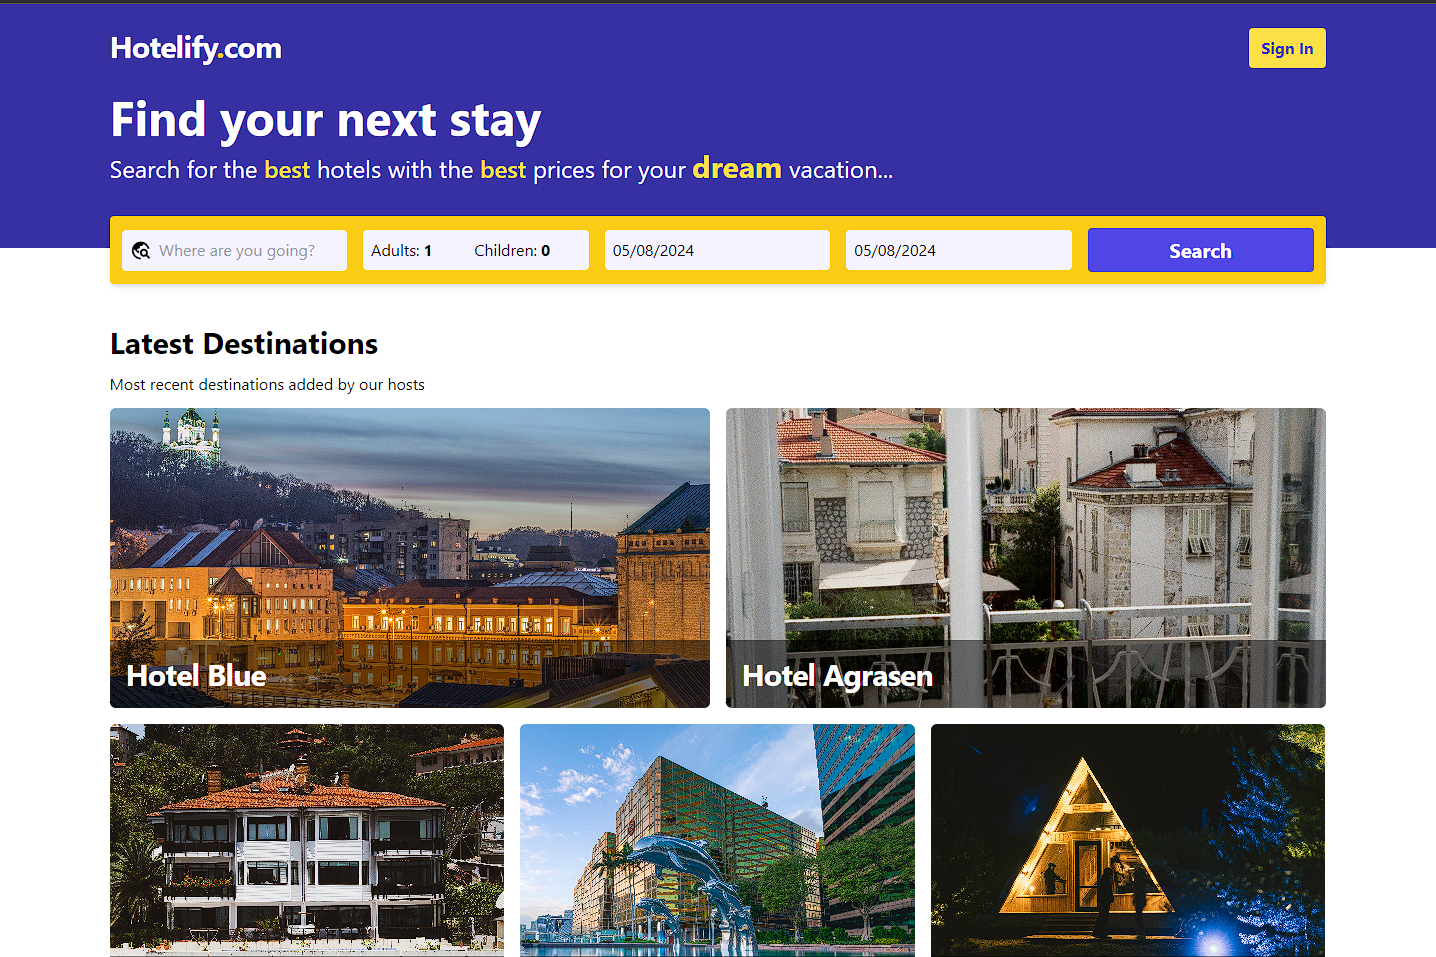 Hotelify.com
Sign In
Find your next stay
Search for the best hotels with the best prices for your dream vacation...
Where are you going?
Adults: 1
Children: 0
05/08/2024
05/08/2024
Search
Latest Destinations
Most recent destinations added by our hosts
Hotel Blue
Hotel Agrasen